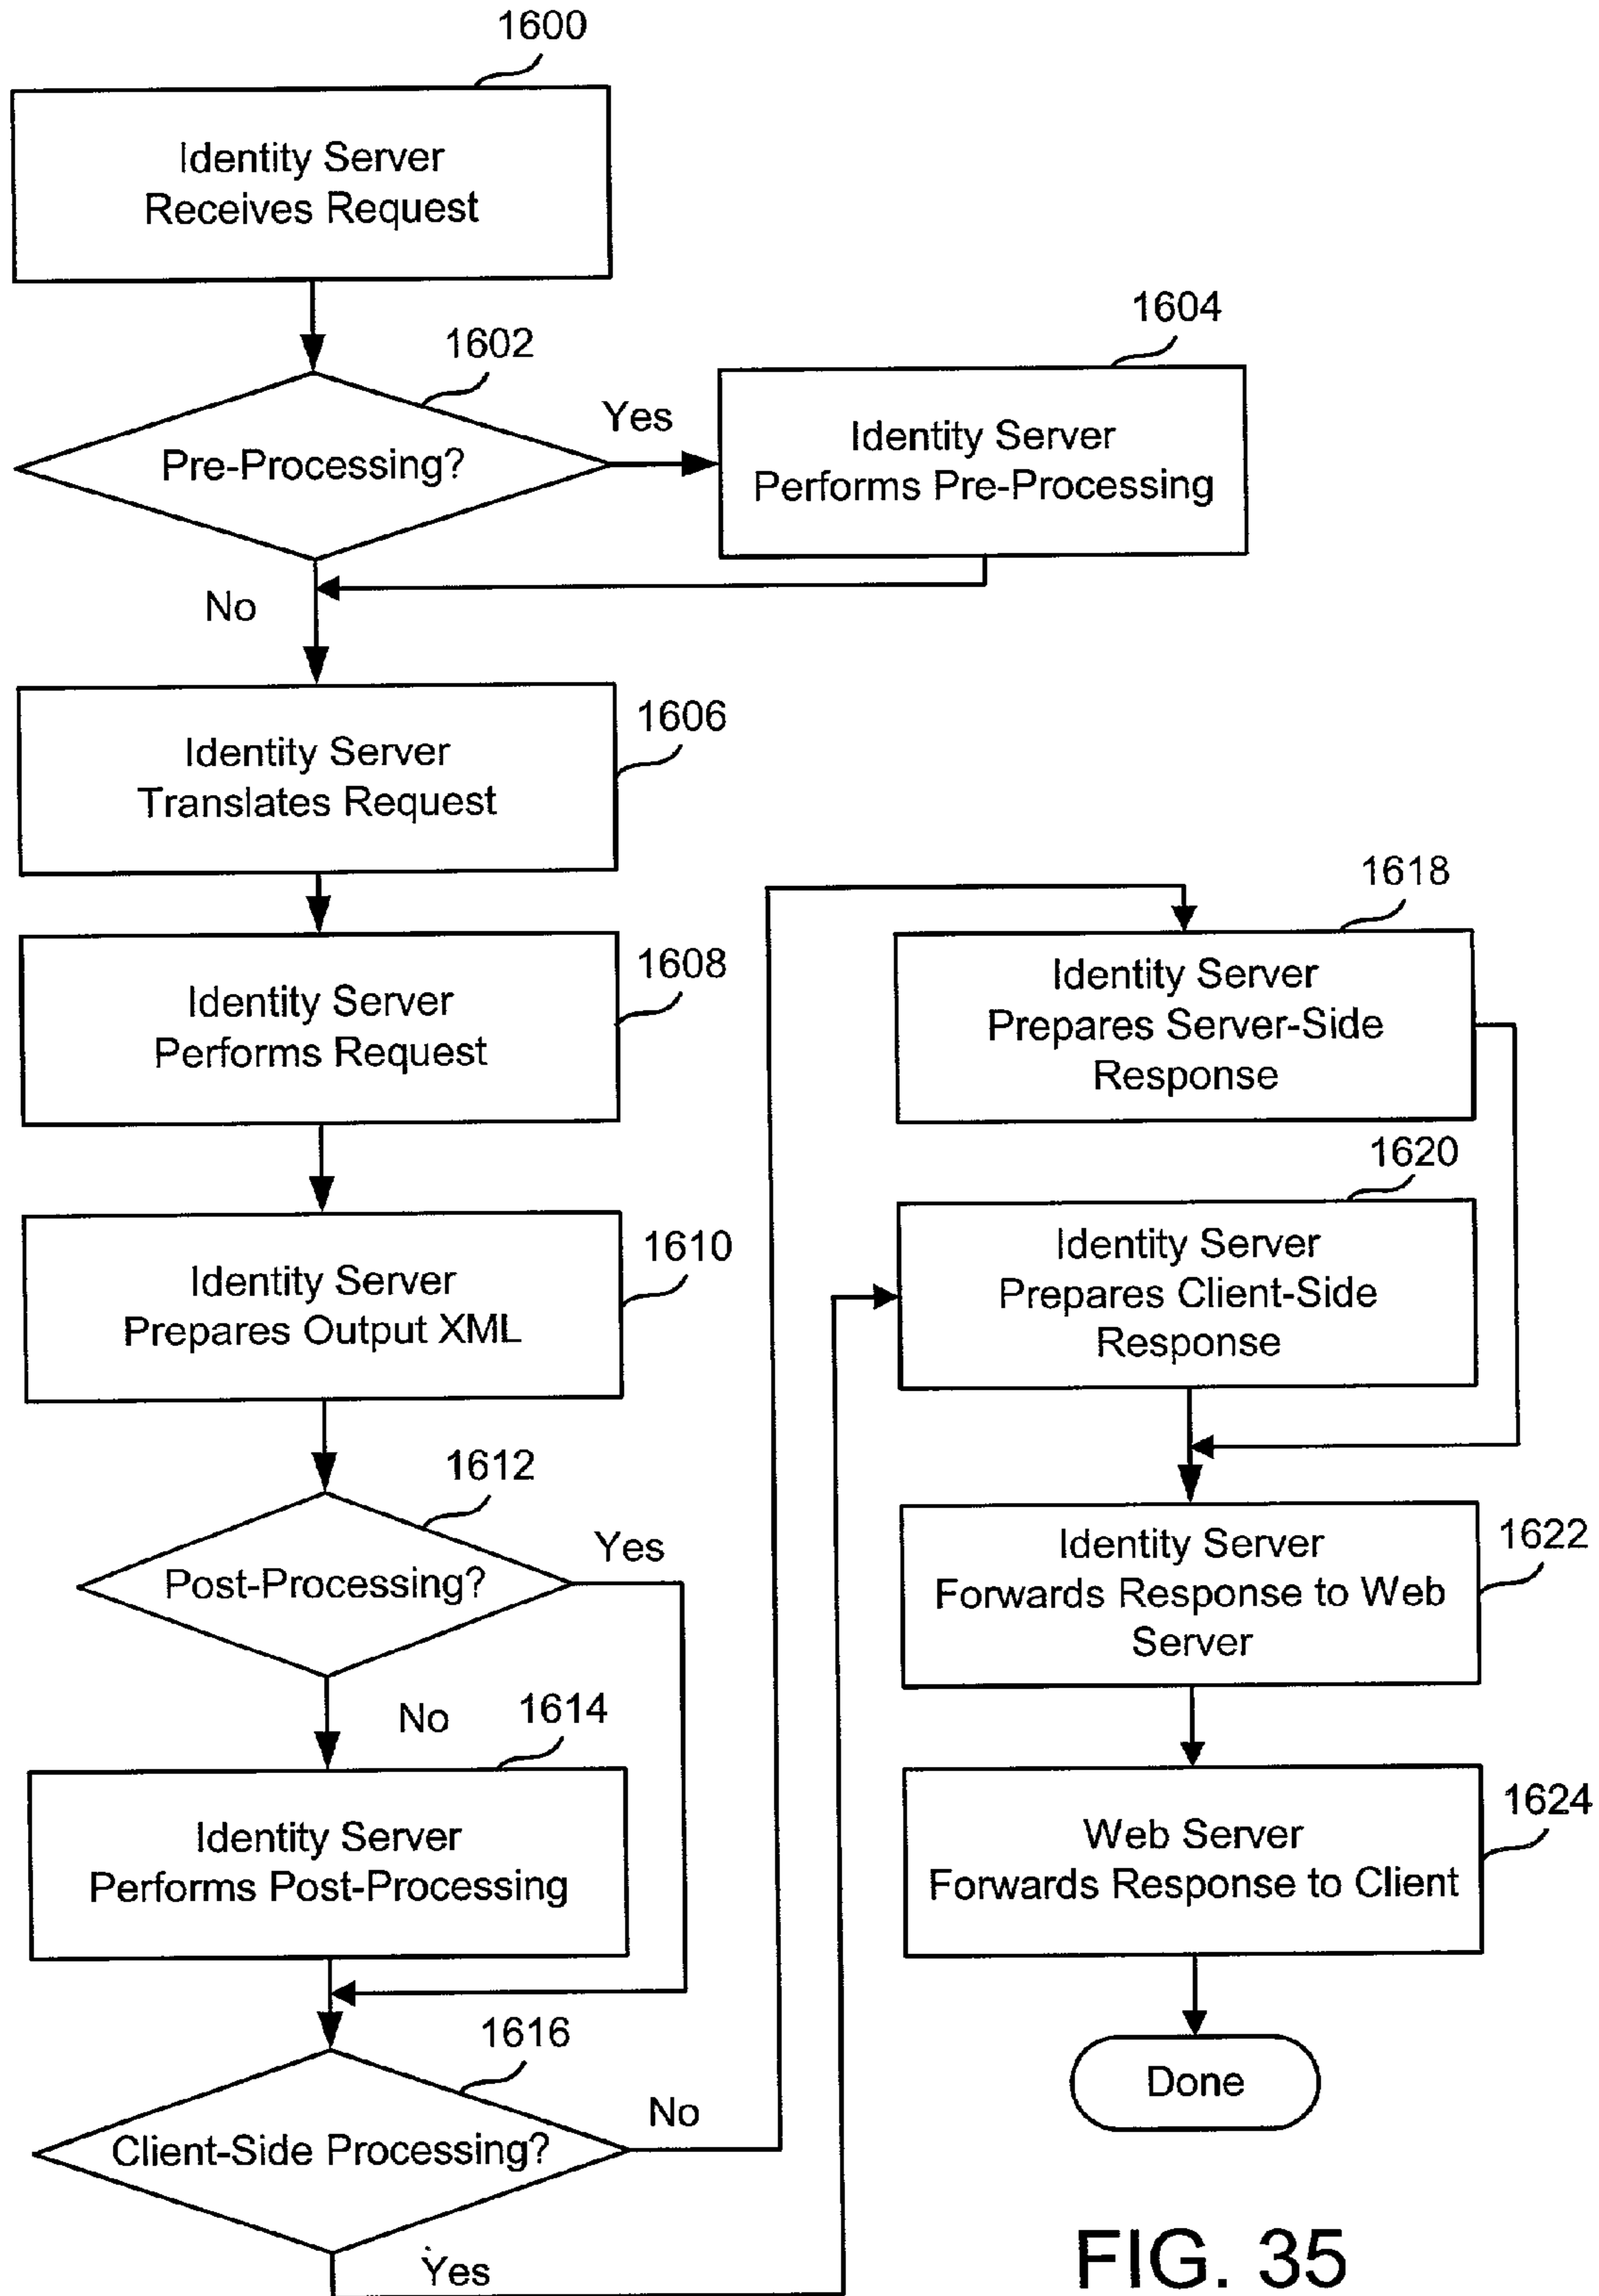 1600
Identity Server
Receives Request
1602
Pre-Processing?
Yes
1604
Identity Server
Performs Pre-Processing
No
1606
Identity Server
Translates Request
1608
Identity Server
Performs Request
1610
Identity Server
Prepares Output XML
1612
Post-Processing?
Yes
No
1614
Identity Server
Performs Post-Processing
1616
Client-Side Processing?
No
Yes
1618
Identity Server
Prepares Server-Side
Response
1620
Identity Server
Prepares Client-Side
Response
1622
Identity Server
Forwards Response to Web
Server
1624
Web Server
Forwards Response to Client
Done
FIG. 35